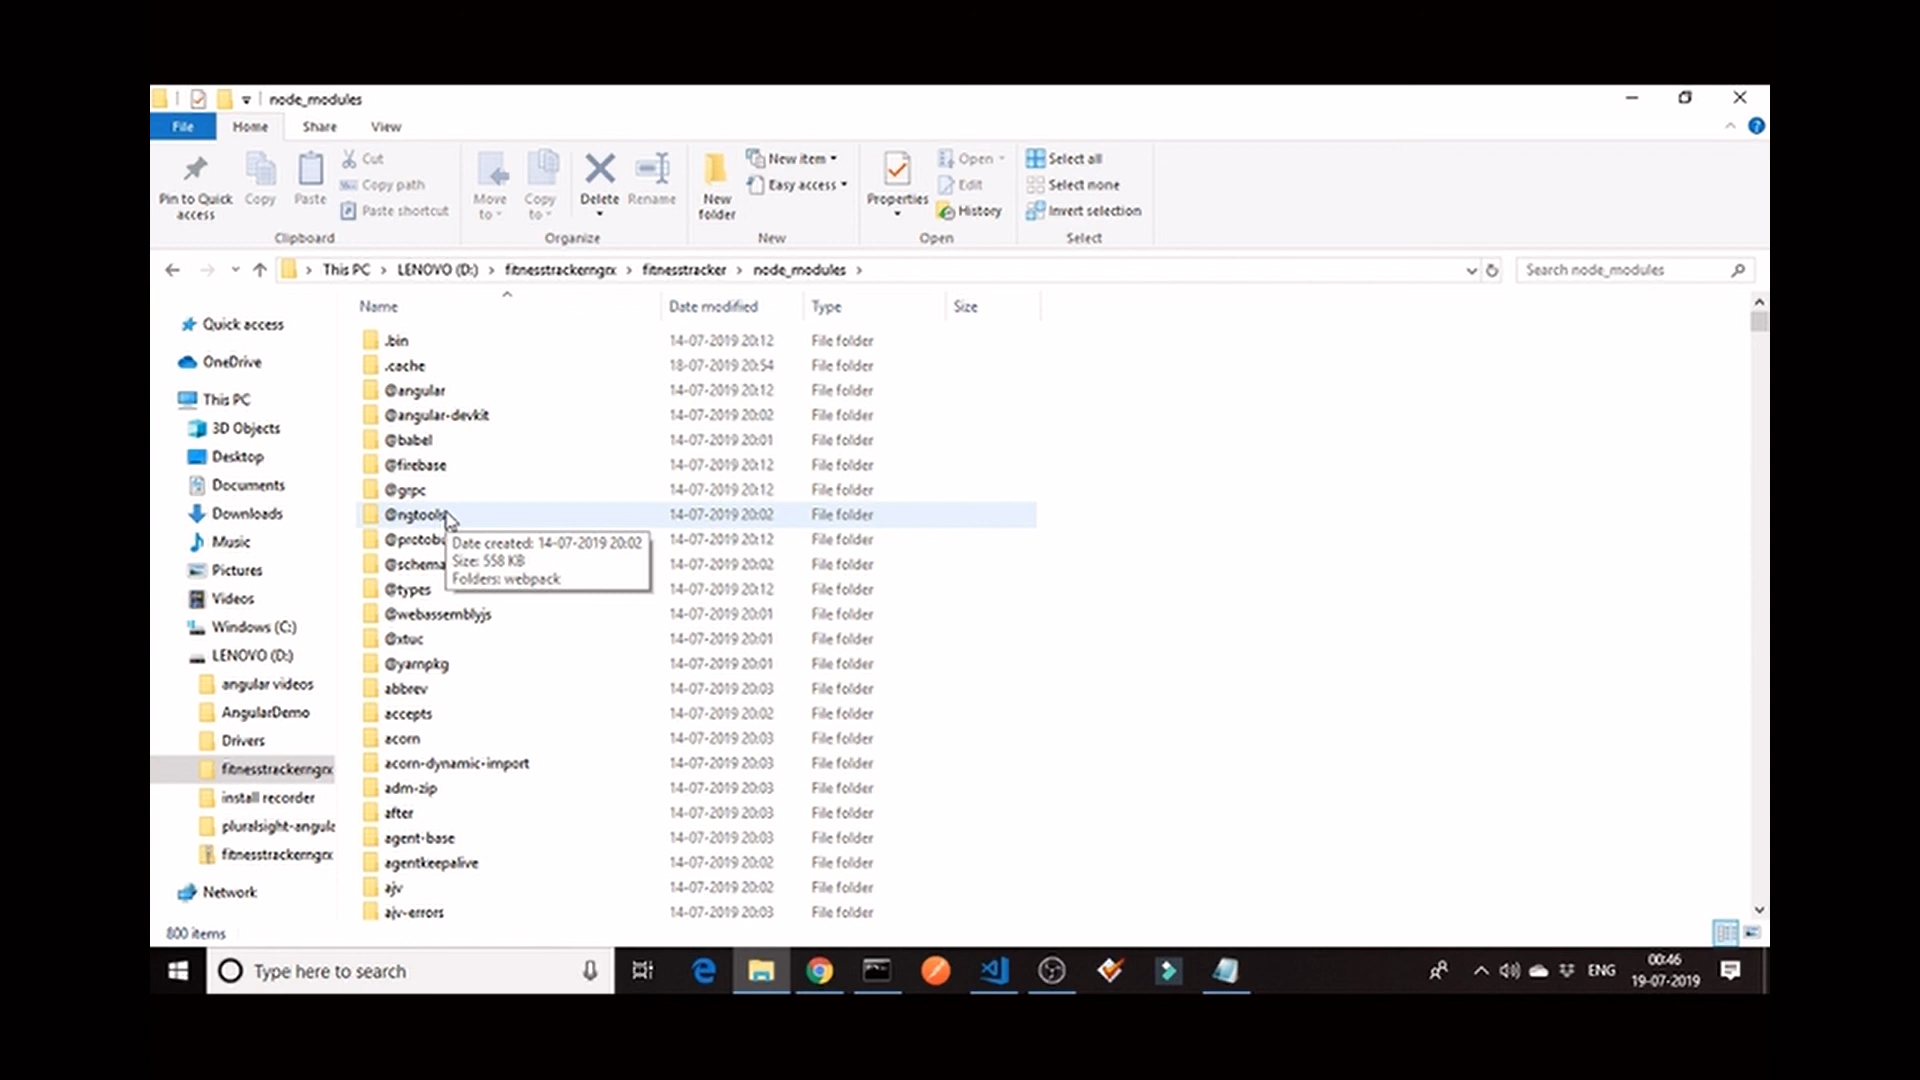 node_modules
File Home Share View
Pin to Quick access
Copy
Paste
Cut
Copy path
Paste shortcut
Clipboard
Move to
Copy to
Delete
Rename
Organize
New folder
New item
Easy access
New
Properties
Open
Edit
History
Open
Select all
Select none
Invert selection
Select
This PC > LENOVO (D:) > fitnesstrackerngrx > fitnesstracker > node_modules >
Search node_modules
Quick access
OneDrive
This PC
3D Objects
Desktop
Documents
Downloads
Music
Pictures
Videos
Windows (C:)
LENOVO (D:)
angular videos
AngularDemo
Drivers
fitnesstrackerngrx
install recorder
pluralsight-angula
fitnesstrackerngrx
Network
Name Date modified Type Size
.bin 14-07-2019 20:12 File folder
.cache 18-07-2019 20:54 File folder
@angular 14-07-2019 20:12 File folder
@angular-devkit 14-07-2019 20:02 File folder
@babel 14-07-2019 20:01 File folder
@firebase 14-07-2019 20:12 File folder
@grpc 14-07-2019 20:12 File folder
@ngtools 14-07-2019 20:02 File folder
@protobu 14-07-2019 20:12 File folder
@schema 14-07-2019 20:02 File folder
@types 14-07-2019 20:12 File folder
@webassemblyjs 14-07-2019 20:01 File folder
@xtuc 14-07-2019 20:01 File folder
@yarnpkg 14-07-2019 20:01 File folder
abbrev 14-07-2019 20:03 File folder
accepts 14-07-2019 20:02 File folder
acorn 14-07-2019 20:03 File folder
acorn-dynamic-import 14-07-2019 20:03 File folder
adm-zip 14-07-2019 20:03 File folder
after 14-07-2019 20:03 File folder
agent-base 14-07-2019 20:03 File folder
agentkeepalive 14-07-2019 20:02 File folder
ajv 14-07-2019 20:02 File folder
ajv-errors 14-07-2019 20:03 File folder
Date created: 14-07-2019 20:02
Size: 558 KB
Folders: webpack
800 items
Type here to search
ENG
00:46
19-07-2019